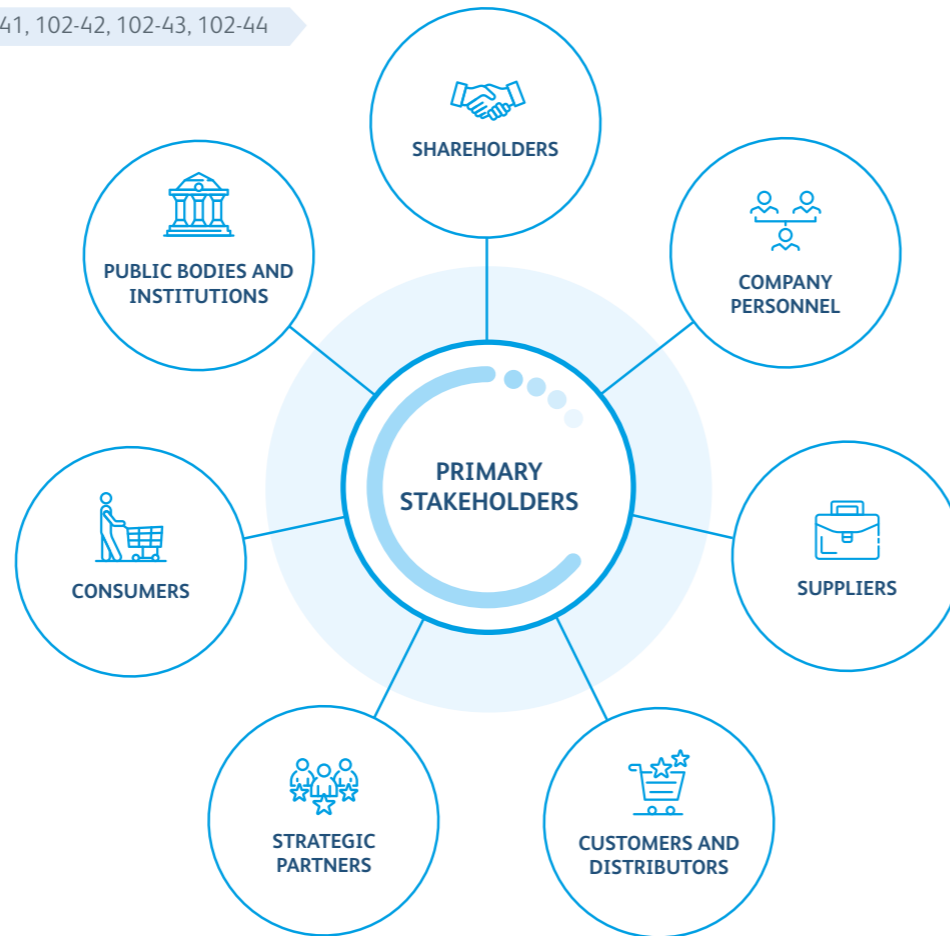 41, 102-42, 102-43, 102-44
SHAREHOLDERS
PUBLIC BODIES AND
INSTITUTIONS
COMPANY
PERSONNEL
PRIMARY
STAKEHOLDERS
CONSUMERS
SUPPLIERS
STRATEGIC
PARTNERS
CUSTOMERS AND
DISTRIBUTORS